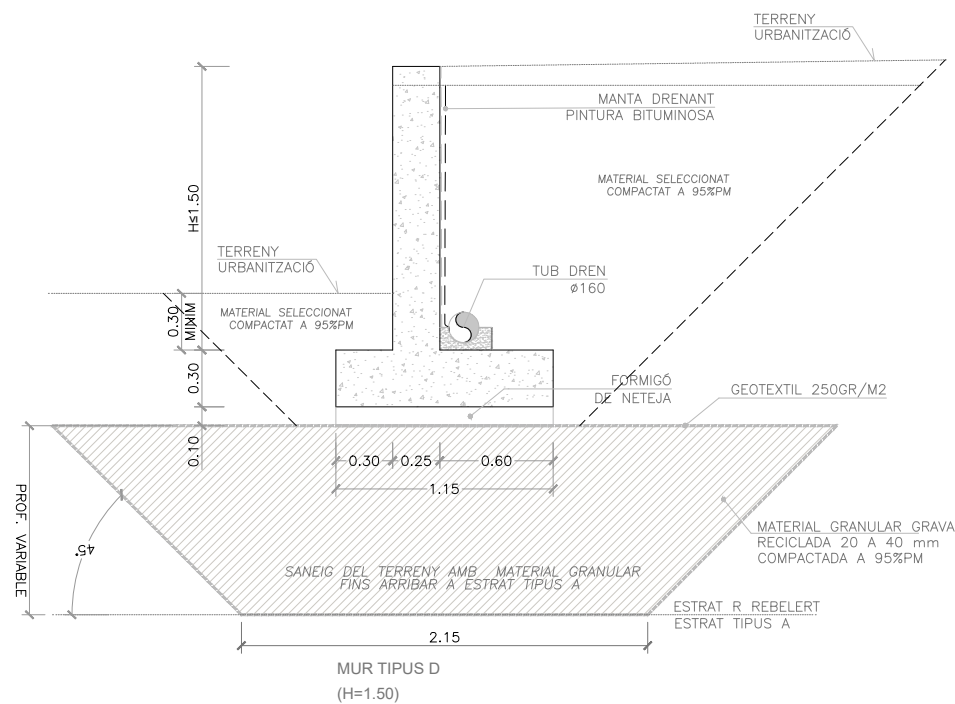 TERRENY
URBANITZACIÓ
MANTA DRENANT
PINTURA BITUMINOSA
MATERIAL SELECCIONAT
COMPACTAT A 95%PM
H≤1.50
TERRENY
URBANITZACIÓ
TUB DREN
ø160
0.30
MINIM
MATERIAL SELECCIONAT
COMPACTAT A 95%PM
0.30
FORMIGÓ
DE NETEJA
GEOTEXTIL 250GR/M2
0.10
0.30
0.25
0.60
1.15
PROF. VARIABLE
45°
MATERIAL GRANULAR GRAVA
RECICLADA 20 A 40 mm
COMPACTADA A 95%PM
SANEIG DEL TERRENY AMB MATERIAL GRANULAR
FINS ARRIBAR A ESTRAT TIPUS A
ESTRAT R REBELERT
ESTRAT TIPUS A
2.15
MUR TIPUS D
(H=1.50)